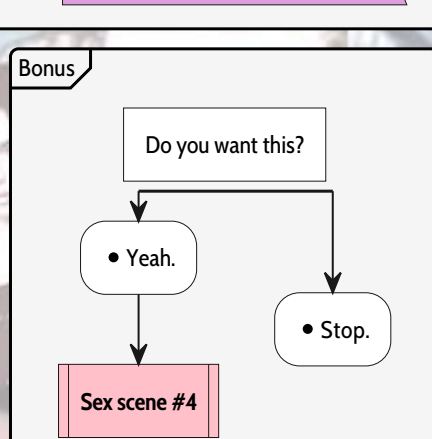 Bonus
Do you want this?
• Yeah.
• Stop.
Sex scene #4